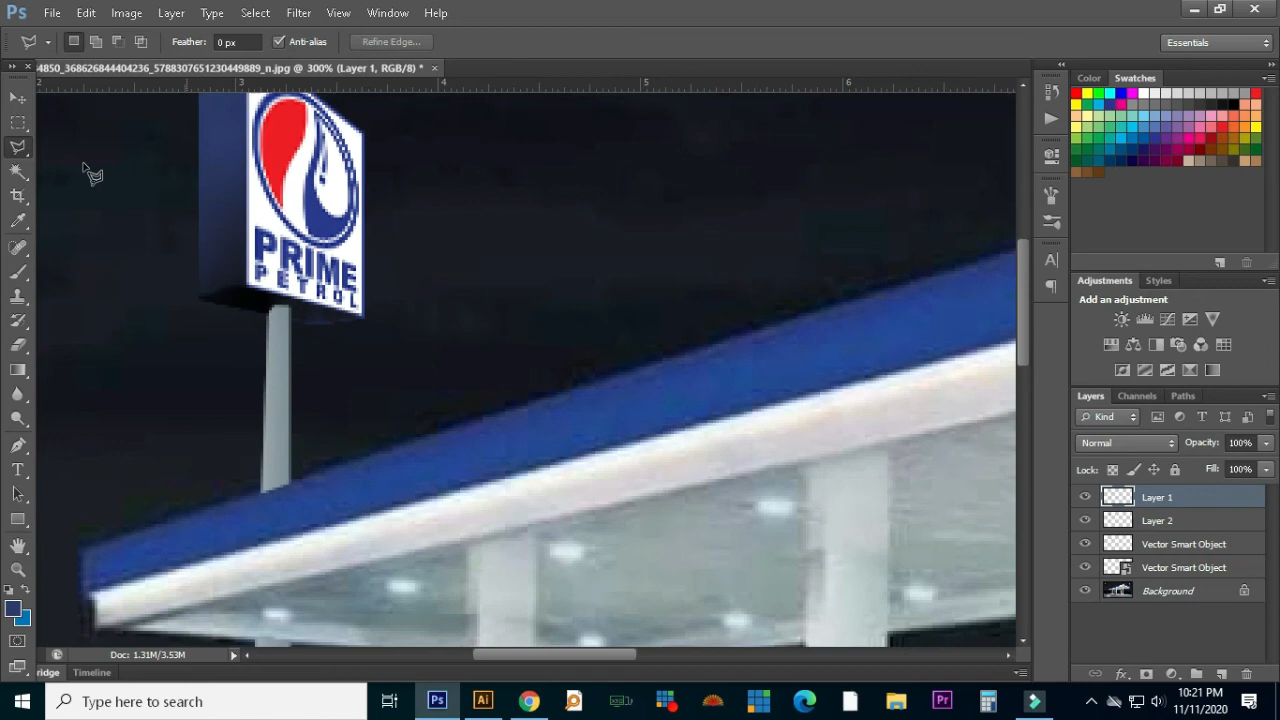 Ps File Edit Image Layer Type Select Filter View Window Help
Feather: 0 px Anti-alias Refine Edge... Essentials
44850_368626844404236_5788307651230449889_n.jpg @ 300% (Layer 1, RGB/8) *
2 3 4 5 6
Color Swatches
PRIME
PETROL
Adjustments Styles
Add an adjustment
Layers Channels Paths
Kind
Normal Opacity: 100%
Lock: Fill: 100%
Layer 1
Layer 2
Vector Smart Object
Vector Smart Object
Background
Doc: 1.31M/3.53M
ridge Timeline
Type here to search
Ps Ai Pr
10:21 PM
11/11/2020